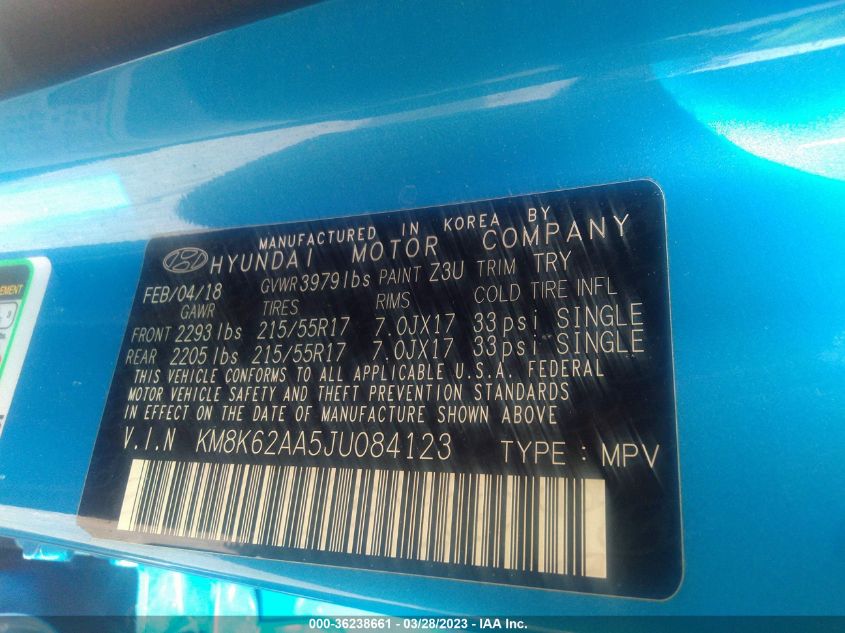 MANUFACTURED IN KOREA BY
HYUNDAI MOTOR COMPANY
FEB/04/18 GVWR 3979lbs PAINT Z3U TRIM TRY
GAWR TIRES RIMS COLD TIRE INFL
FRONT 2293 lbs 215/55R17 7.0JX17 33psi SINGLE
REAR 2205 lbs 215/55R17 7.0JX17 33psi SINGLE
THIS VEHICLE CONFORMS TO ALL APPLICABLE U.S.A. FEDERAL
MOTOR VEHICLE SAFETY AND THEFT PREVENTION STANDARDS
IN EFFECT ON THE DATE OF MANUFACTURE SHOWN ABOVE
V.I.N KM8K62AA5JU084123 TYPE : MPV
000-36238661 / 03/28/2023 - IAA Inc.